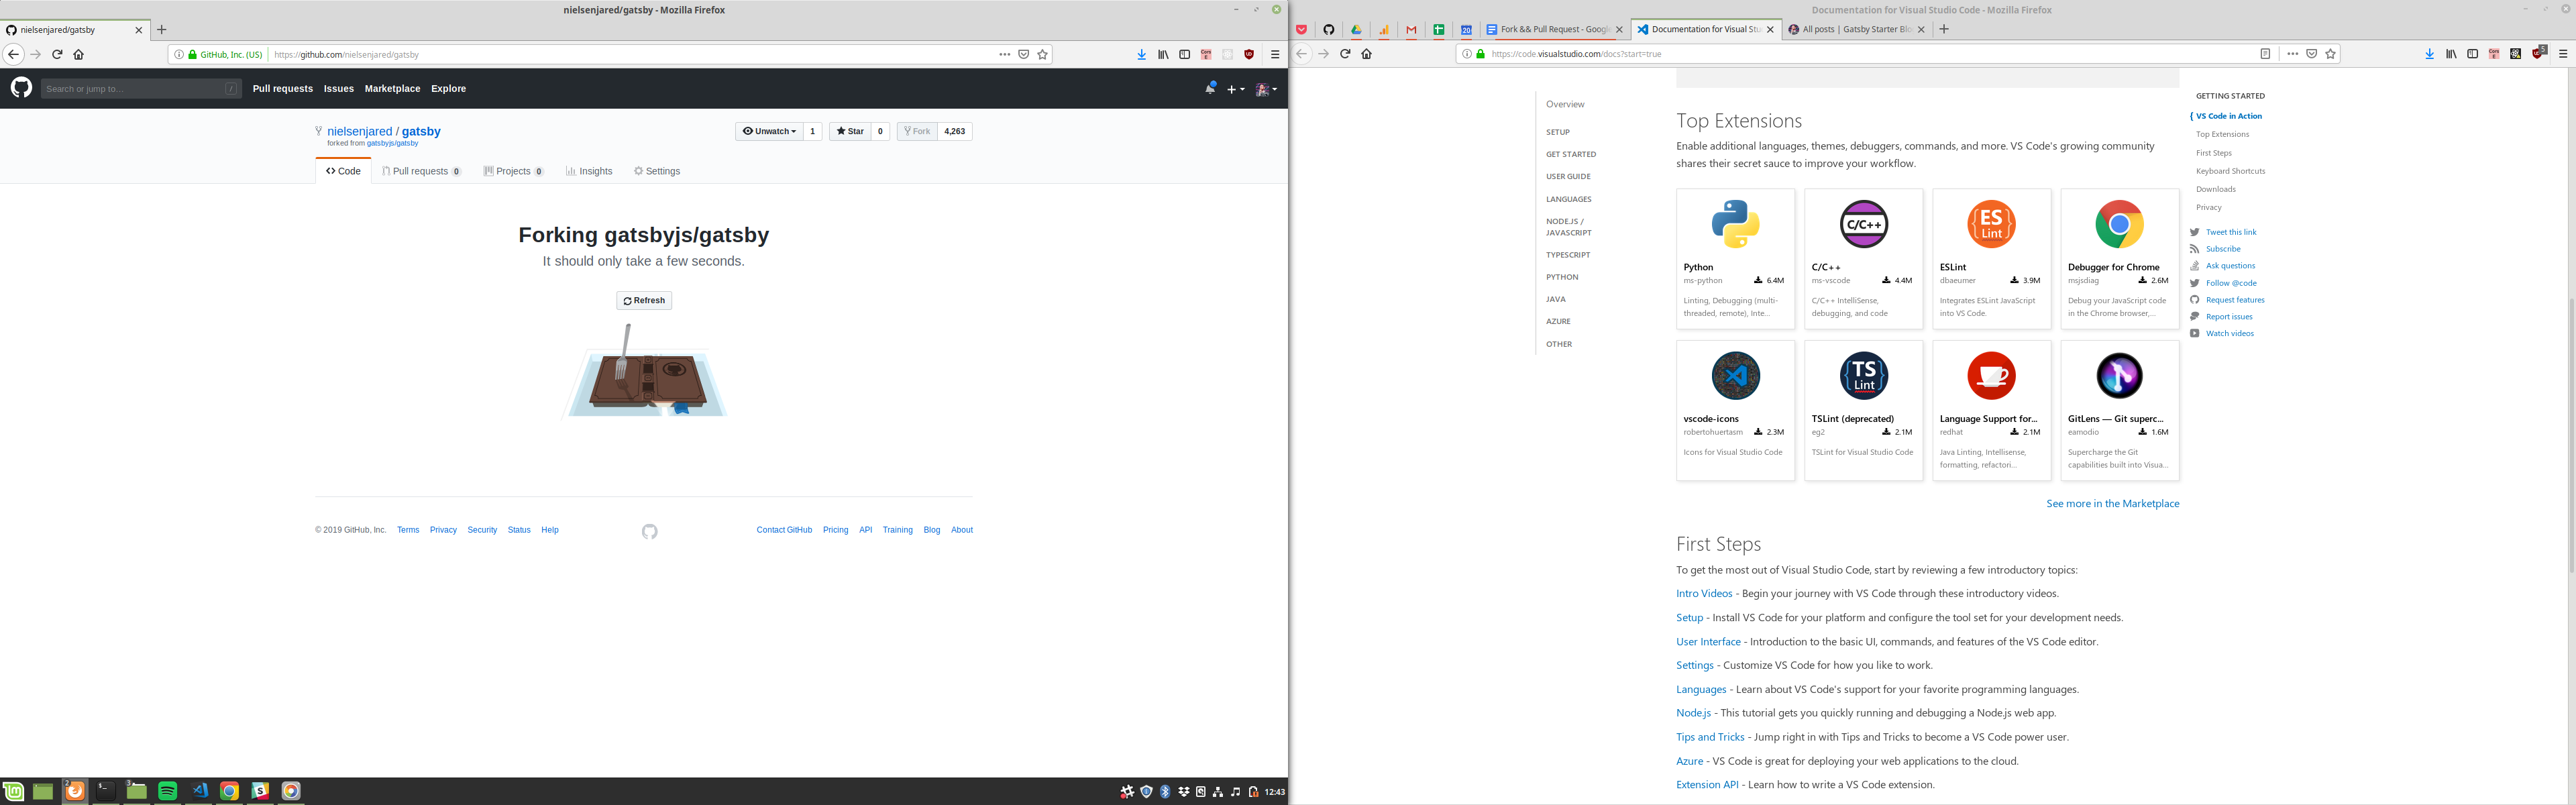 nielsenjared/gatsby - Mozilla Firefox
nielsenjared/gatsby
GitHub, Inc. (US) https://github.com/nielsenjared/gatsby
Search or jump to... /
Pull requests Issues Marketplace Explore
nielsenjared / gatsby
forked from gatsbyjs/gatsby
Unwatch 1 Star 0 Fork 4,263
Code Pull requests 0 Projects 0 Insights Settings
Forking gatsbyjs/gatsby
It should only take a few seconds.
Refresh
© 2019 GitHub, Inc. Terms Privacy Security Status Help Contact GitHub Pricing API Training Blog About
2 3 12:43
Documentation for Visual Studio Code - Mozilla Firefox
Fork && Pull Request - Google Documentation for Visual Stu All posts | Gatsby Starter Blo
https://code.visualstudio.com/docs?start=true
5
Overview
SETUP
GET STARTED
USER GUIDE
LANGUAGES
NODE.JS /
JAVASCRIPT
TYPESCRIPT
PYTHON
JAVA
AZURE
OTHER
Top Extensions
Enable additional languages, themes, debuggers, commands, and more. VS Code's growing community
shares their secret sauce to improve your workflow.
C/C++ ES Lint
Python C/C++ ESLint Debugger for Chrome
ms-python 6.4M ms-vscode 4.4M dbaeumer 3.9M msjsdiag 2.6M
Linting, Debugging (multi- C/C++ IntelliSense, Integrates ESLint JavaScript Debug your JavaScript code
threaded, remote), Inte... debugging, and code into VS Code. in the Chrome browser,...
TS Lint
vscode-icons TSLint (deprecated) Language Support for... GitLens — Git superc...
robertohuertasm 2.3M eg2 2.1M redhat 2.1M eamodio 1.6M
Icons for Visual Studio Code TSLint for Visual Studio Code Java Linting, Intellisense, Supercharge the Git
formatting, refactori... capabilities built into Visua...
See more in the Marketplace
First Steps
To get the most out of Visual Studio Code, start by reviewing a few introductory topics:
Intro Videos - Begin your journey with VS Code through these introductory videos.
Setup - Install VS Code for your platform and configure the tool set for your development needs.
User Interface - Introduction to the basic UI, commands, and features of the VS Code editor.
Settings - Customize VS Code for how you like to work.
Languages - Learn about VS Code's support for your favorite programming languages.
Node.js - This tutorial gets you quickly running and debugging a Node.js web app.
Tips and Tricks - Jump right in with Tips and Tricks to become a VS Code power user.
Azure - VS Code is great for deploying your web applications to the cloud.
Extension API - Learn how to write a VS Code extension.
GETTING STARTED
VS Code in Action
Top Extensions
First Steps
Keyboard Shortcuts
Downloads
Privacy
Tweet this link
Subscribe
Ask questions
Follow @code
Request features
Report issues
Watch videos